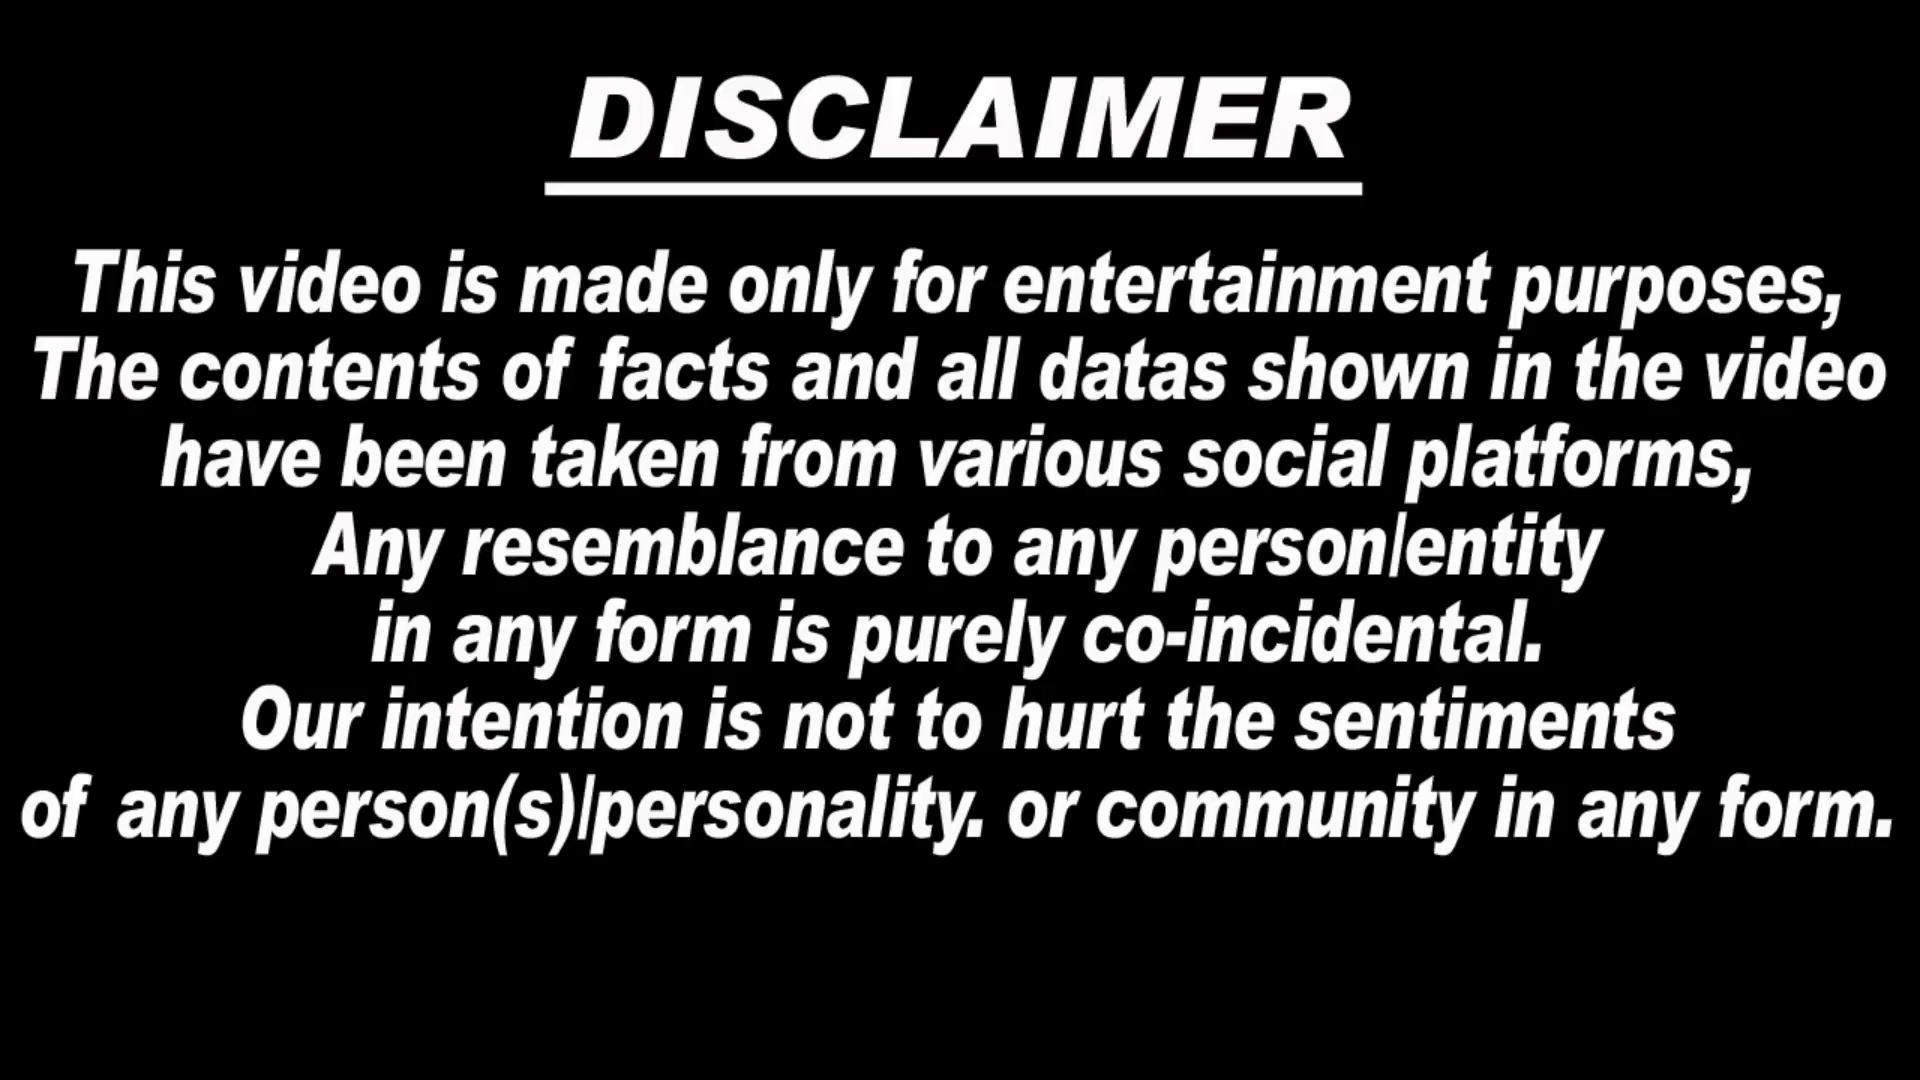 DISCLAIMER
This video is made only for entertainment purposes,
The contents of facts and all datas shown in the video
have been taken from various social platforms,
Any resemblance to any person/entity
in any form is purely co-incidental.
Our intention is not to hurt the sentiments
of any person(s)/personality. or community in any form.